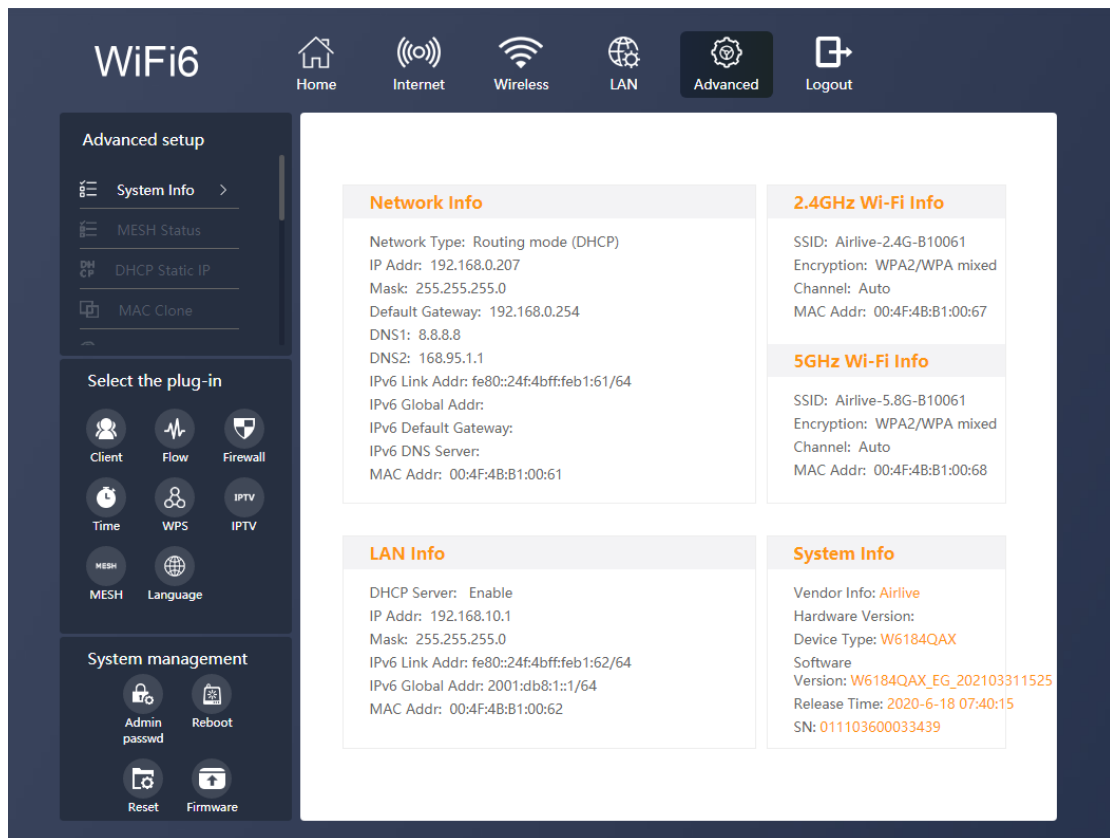 WiFi6
Home
Internet
Wireless
LAN
Advanced
Logout
Advanced setup
System Info
MESH Status
DHCP
DHCP Static IP
MAC Clone
Select the plug-in
Client
Flow
Firewall
Time
WPS
IPTV
IPTV
MESH
MESH
Language
System management
Admin
passwd
Reboot
Reset
Firmware
Network Info
Network Type: Routing mode (DHCP)
IP Addr: 192.168.0.207
Mask: 255.255.255.0
Default Gateway: 192.168.0.254
DNS1: 8.8.8.8
DNS2: 168.95.1.1
IPv6 Link Addr: fe80::24f:4bff:feb1:61/64
IPv6 Global Addr:
IPv6 Default Gateway:
IPv6 DNS Server:
MAC Addr: 00:4F:4B:B1:00:61
2.4GHz Wi-Fi Info
SSID: Airlive-2.4G-B10061
Encryption: WPA2/WPA mixed
Channel: Auto
MAC Addr: 00:4F:4B:B1:00:67
5GHz Wi-Fi Info
SSID: Airlive-5.8G-B10061
Encryption: WPA2/WPA mixed
Channel: Auto
MAC Addr: 00:4F:4B:B1:00:68
LAN Info
DHCP Server: Enable
IP Addr: 192.168.10.1
Mask: 255.255.255.0
IPv6 Link Addr: fe80::24f:4bff:feb1:62/64
IPv6 Global Addr: 2001:db8:1::1/64
MAC Addr: 00:4F:4B:B1:00:62
System Info
Vendor Info: Airlive
Hardware Version:
Device Type: W6184QAX
Software
Version: W6184QAX_EG_202103311525
Release Time: 2020-6-18 07:40:15
SN: 011103600033439